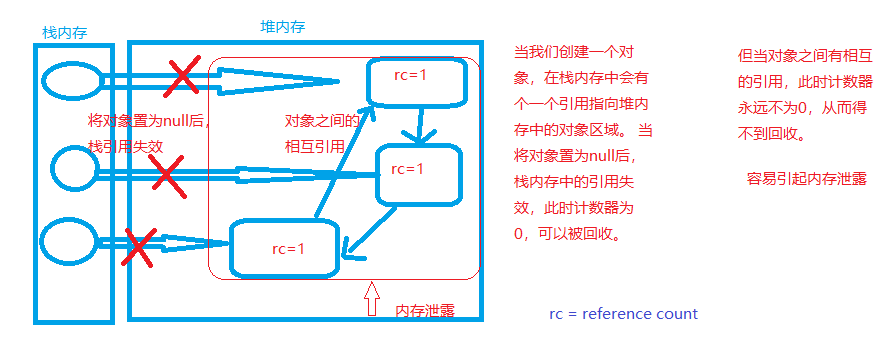 栈内存
堆内存
rc=1
将对象置为null后，
栈引用失效
对象之间的
相互引用
rc=1
rc=1
内存泄露
当我们创建一个对
象，在栈内存中会有
个一个引用指向堆内
存中的对象区域。 当
将对象置为null后，
栈内存中的引用失
效，此时计数器为
0，可以被回收。
但当对象之间有相互
的引用，此时计数器
永远不为0，从而得
不到回收。
容易引起内存泄露
rc = reference count